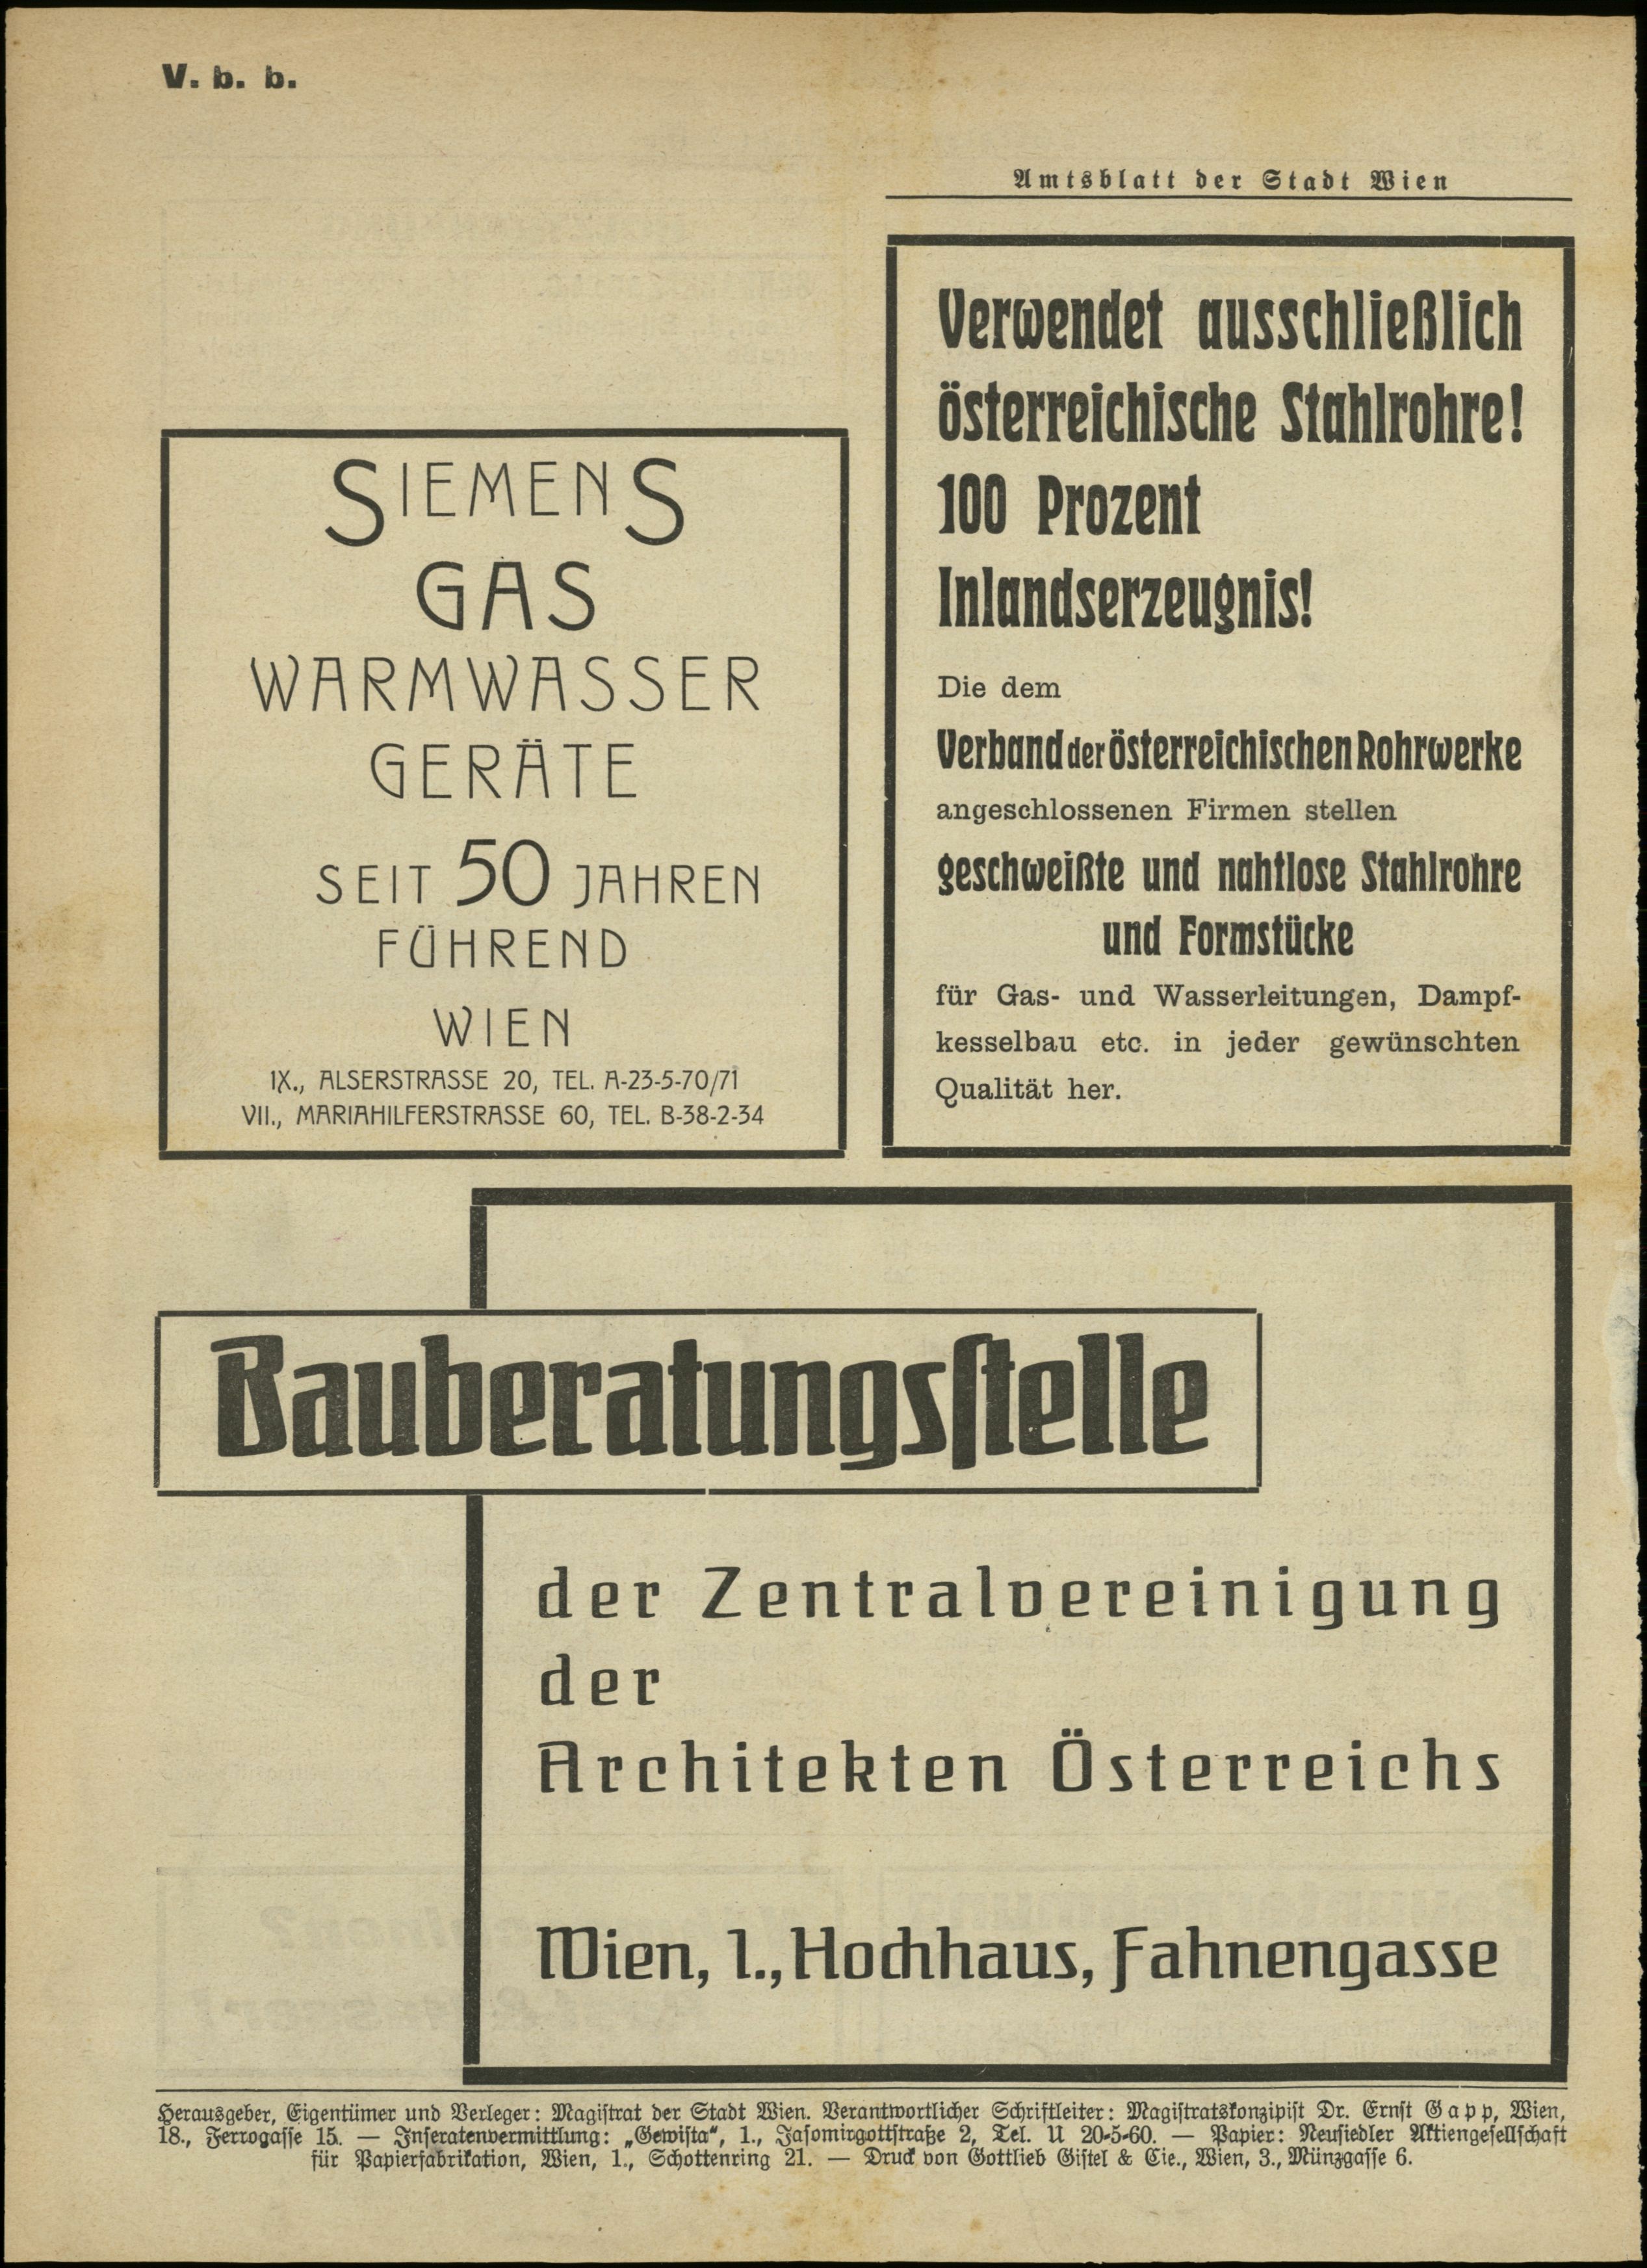 V. b. b.
Amtsblatt der Stadt Wien
SIEMENS
GAS
WARMWASSER
GERÄTE
SEIT 50 JAHREN
FÜHREND
WIEN
IX., ALSERSTRASSE 20, TEL. A-23-5-70/71
VII., MARIAHILFERSTRASSE 60, TEL. B-38-2-34
Verwendet ausschließlich
österreichische Stahlrohre!
100 Prozent
Inlandserzeugnis!
Die dem
Verband der österreichischen Rohrwerke
angeschlossenen Firmen stellen
geschweißte und nahtlose Stahlrohre
und Formstücke
für Gas- und Wasserleitungen, Dampf-
kesselbau etc. in jeder gewünschten
Qualität her.
Bauberatungsstelle
der Zentralvereinigung
der
Architekten Österreichs
Wien, 1., Hochhaus, Fahnengasse
Herausgeber, Eigentümer und Verleger: Magistrat der Stadt Wien. Verantwortlicher Schriftleiter: Magistratskonzipist Dr. Ernst Gapp, Wien,
18., Ferrogasse 15. — Inseratenvermittlung: „Gewista“, 1., Jasomirgottstraße 2, Tel. U 20-5-60. — Papier: Neusiedler Aktiengesellschaft
für Papierfabrikation, Wien, 1., Schottenring 21. — Druck von Gottlieb Gistel & Cie., Wien, 3., Münzgasse 6.